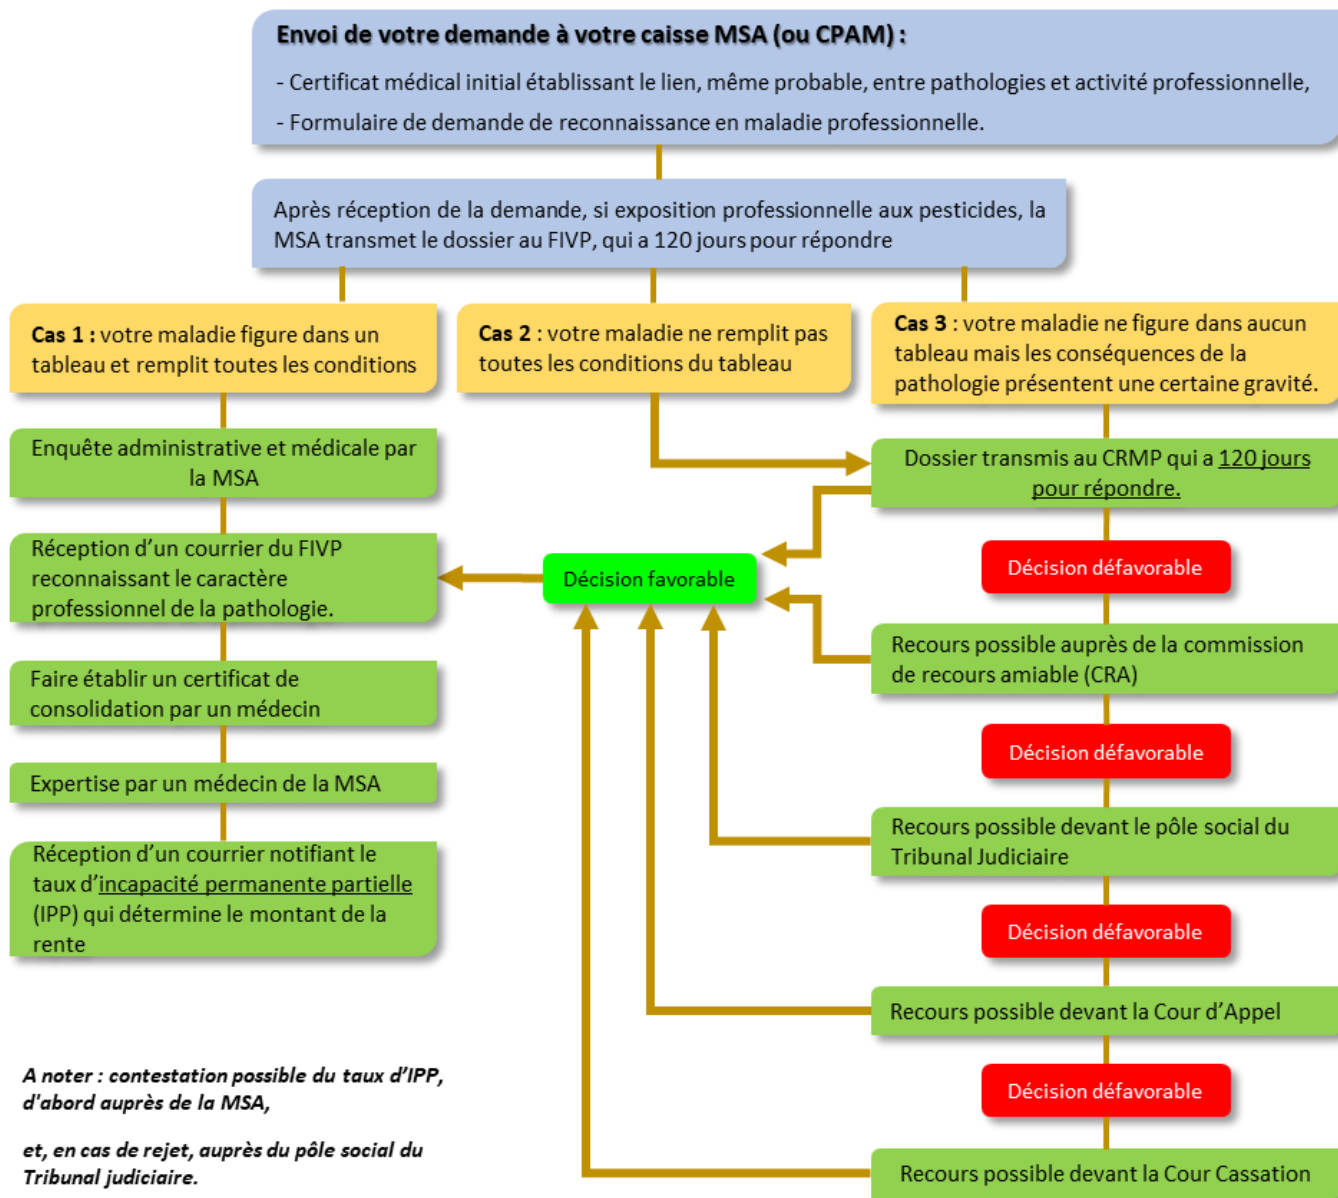 Envoi de votre demande à votre caisse MSA (ou CPAM) :
- Certificat médical initial établissant le lien, même probable, entre pathologies et activité professionnelle,
- Formulaire de demande de reconnaissance en maladie professionnelle.
Après réception de la demande, si exposition professionnelle aux pesticides, la
MSA transmet le dossier au FIVP, qui a 120 jours pour répondre
Cas 1 : votre maladie figure dans un
tableau et remplit toutes les conditions
Cas 2 : votre maladie ne remplit pas
toutes les conditions du tableau
Cas 3 : votre maladie ne figure dans aucun
tableau mais les conséquences de la
pathologie présentent une certaine gravité.
Enquête administrative et médicale par
la MSA
Réception d’un courrier du FIVP
reconnaissant le caractère
professionnel de la pathologie.
Faire établir un certificat de
consolidation par un médecin
Expertise par un médecin de la MSA
Réception d’un courrier notifiant le
taux d’incapacité permanente partielle
(IPP) qui détermine le montant de la
rente
Décision favorable
Dossier transmis au CRMP qui a 120 jours
pour répondre.
Décision défavorable
Recours possible auprès de la commission
de recours amiable (CRA)
Décision défavorable
Recours possible devant le pôle social du
Tribunal Judiciaire
Décision défavorable
Recours possible devant la Cour d’Appel
Décision défavorable
Recours possible devant la Cour Cassation
A noter : contestation possible du taux d’IPP,
d'abord auprès de la MSA,
et, en cas de rejet, auprès du pôle social du
Tribunal judiciaire.